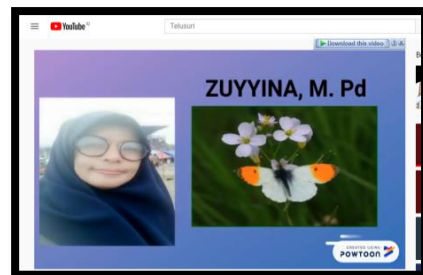 YouTube
Telusuri
Download this video
ZUYYINA, M. Pd
CREATED USING
POWTOON